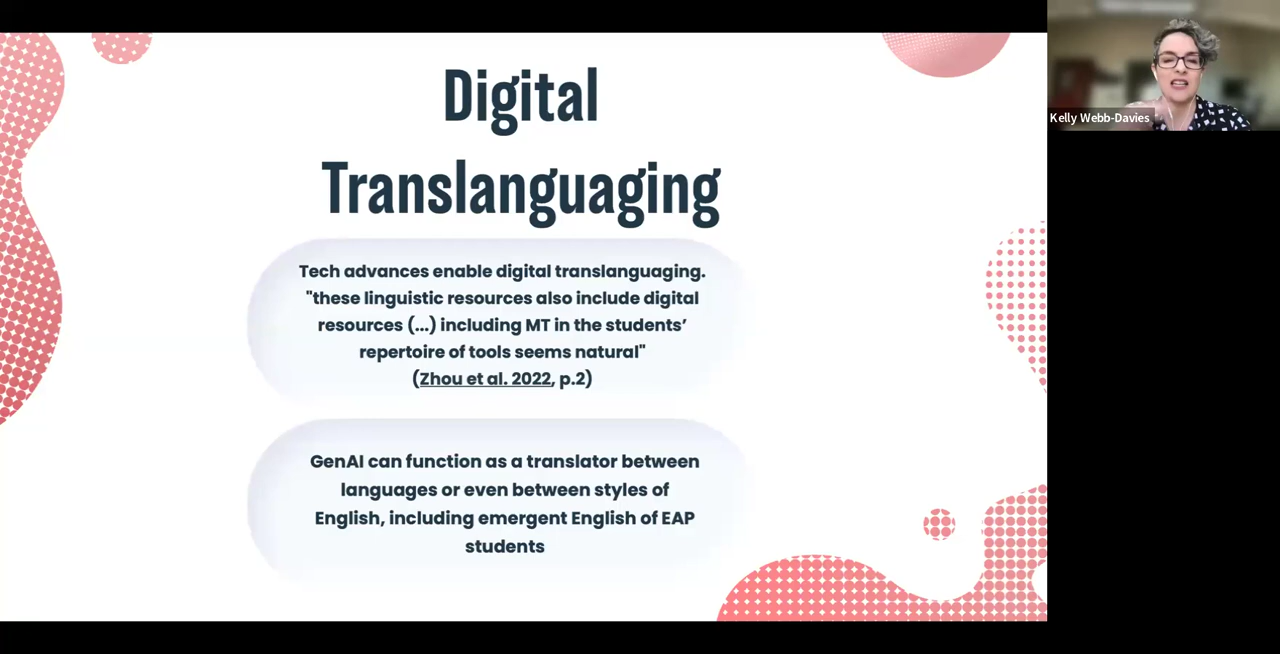 Digital
Translanguaging
Tech advances enable digital translanguaging.
"these linguistic resources also include digital
resources (...) including MT in the students’
repertoire of tools seems natural"
(Zhou et al. 2022, p.2)
GenAI can function as a translator between
languages or even between styles of
English, including emergent English of EAP
students
Kelly Webb-Davies